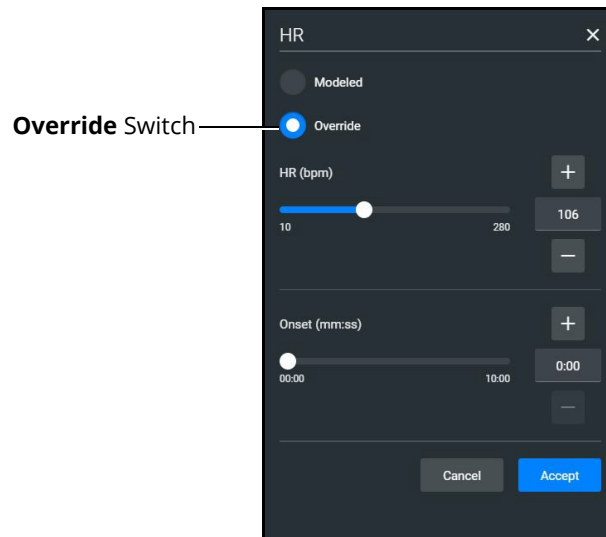 HR ×
Modeled
Override Switch
Override
HR (bpm)
+
106
10 280
−
Onset (mm:ss)
+
0:00
00:00 10:00
−
Cancel Accept